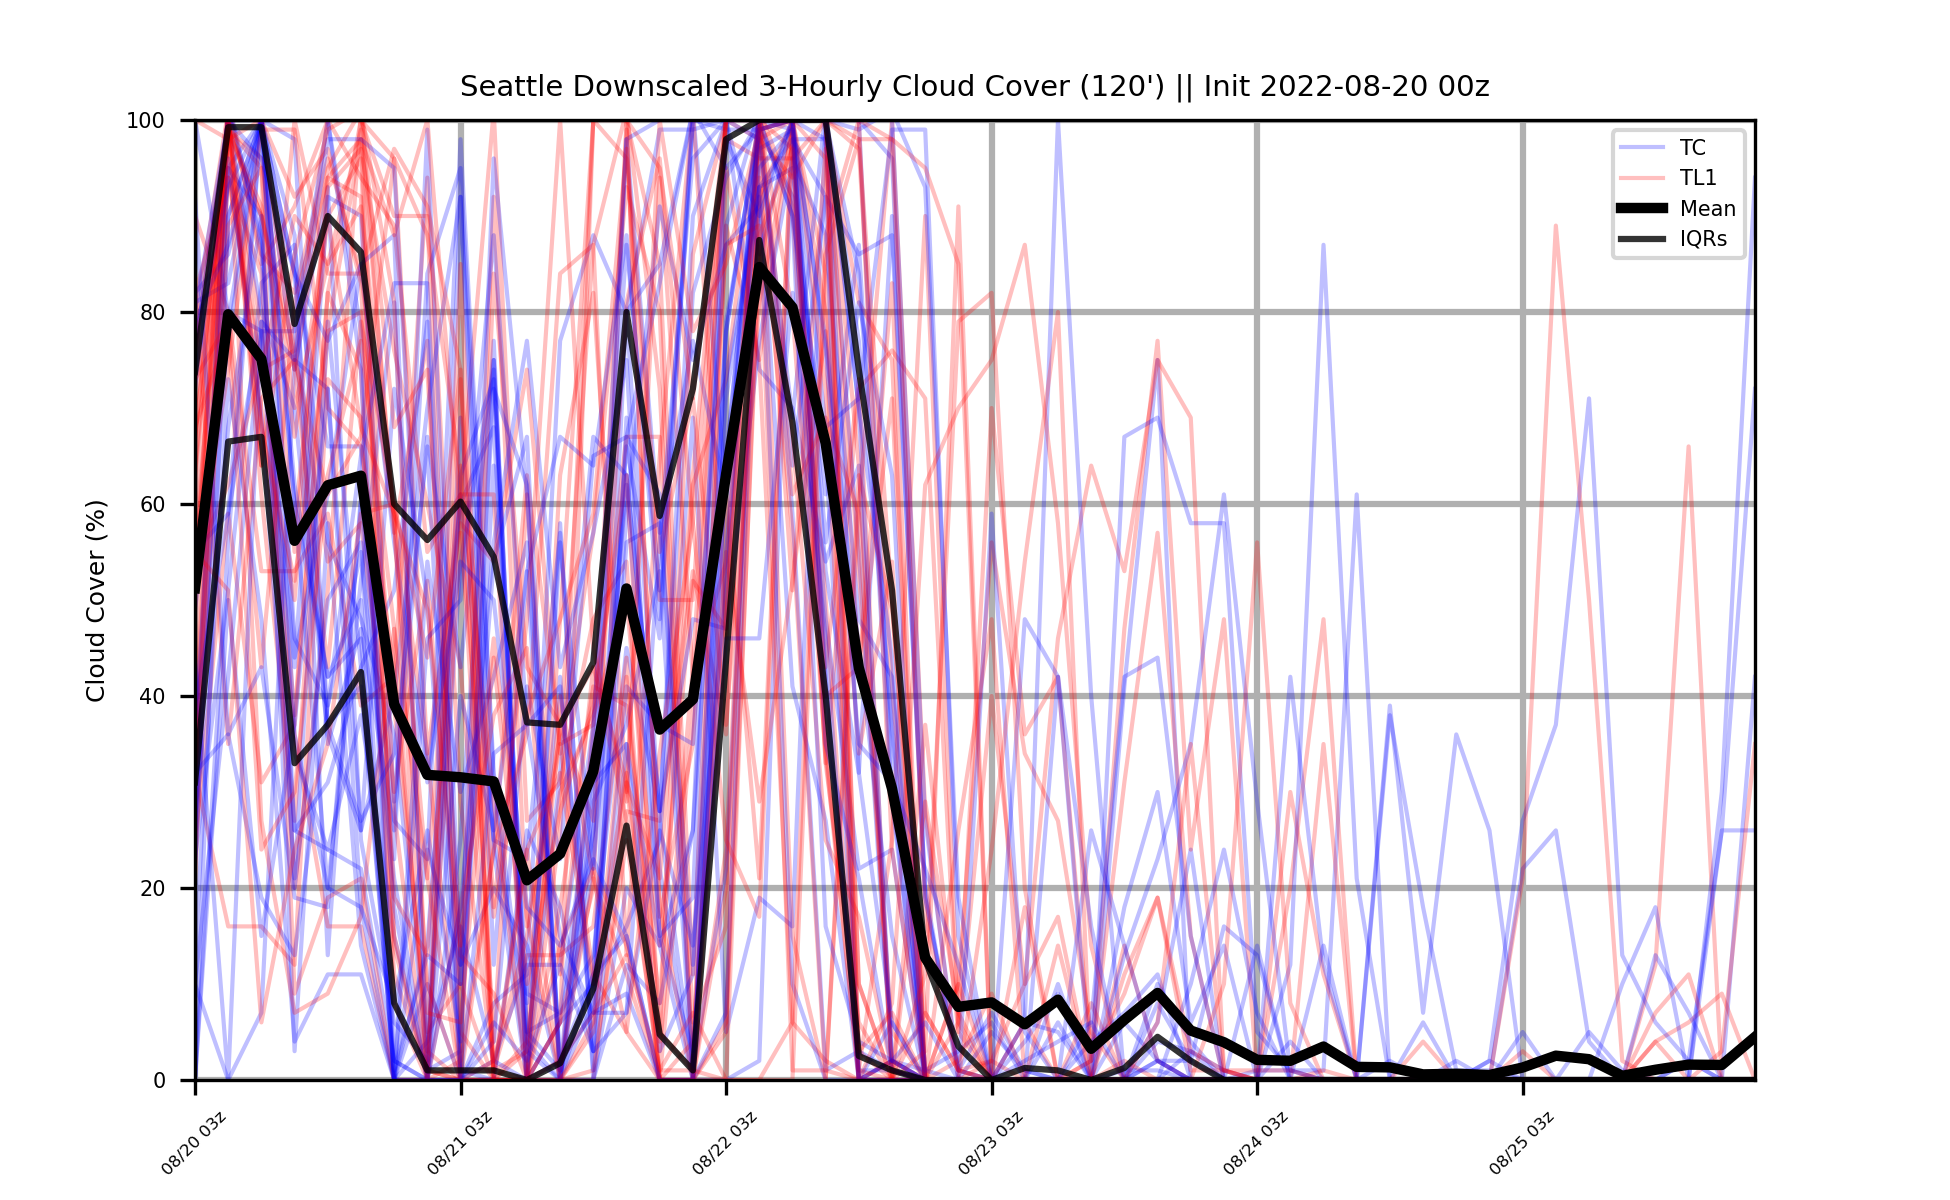 Seattle Downscaled 3-Hourly Cloud Cover (120') || Init 2022-08-20 00z
100
80
60
40
20
0
Cloud Cover (%)
TC
TL1
Mean
IQRs
08/20 03z
08/21 03z
08/22 03z
08/23 03z
08/24 03z
08/25 03z